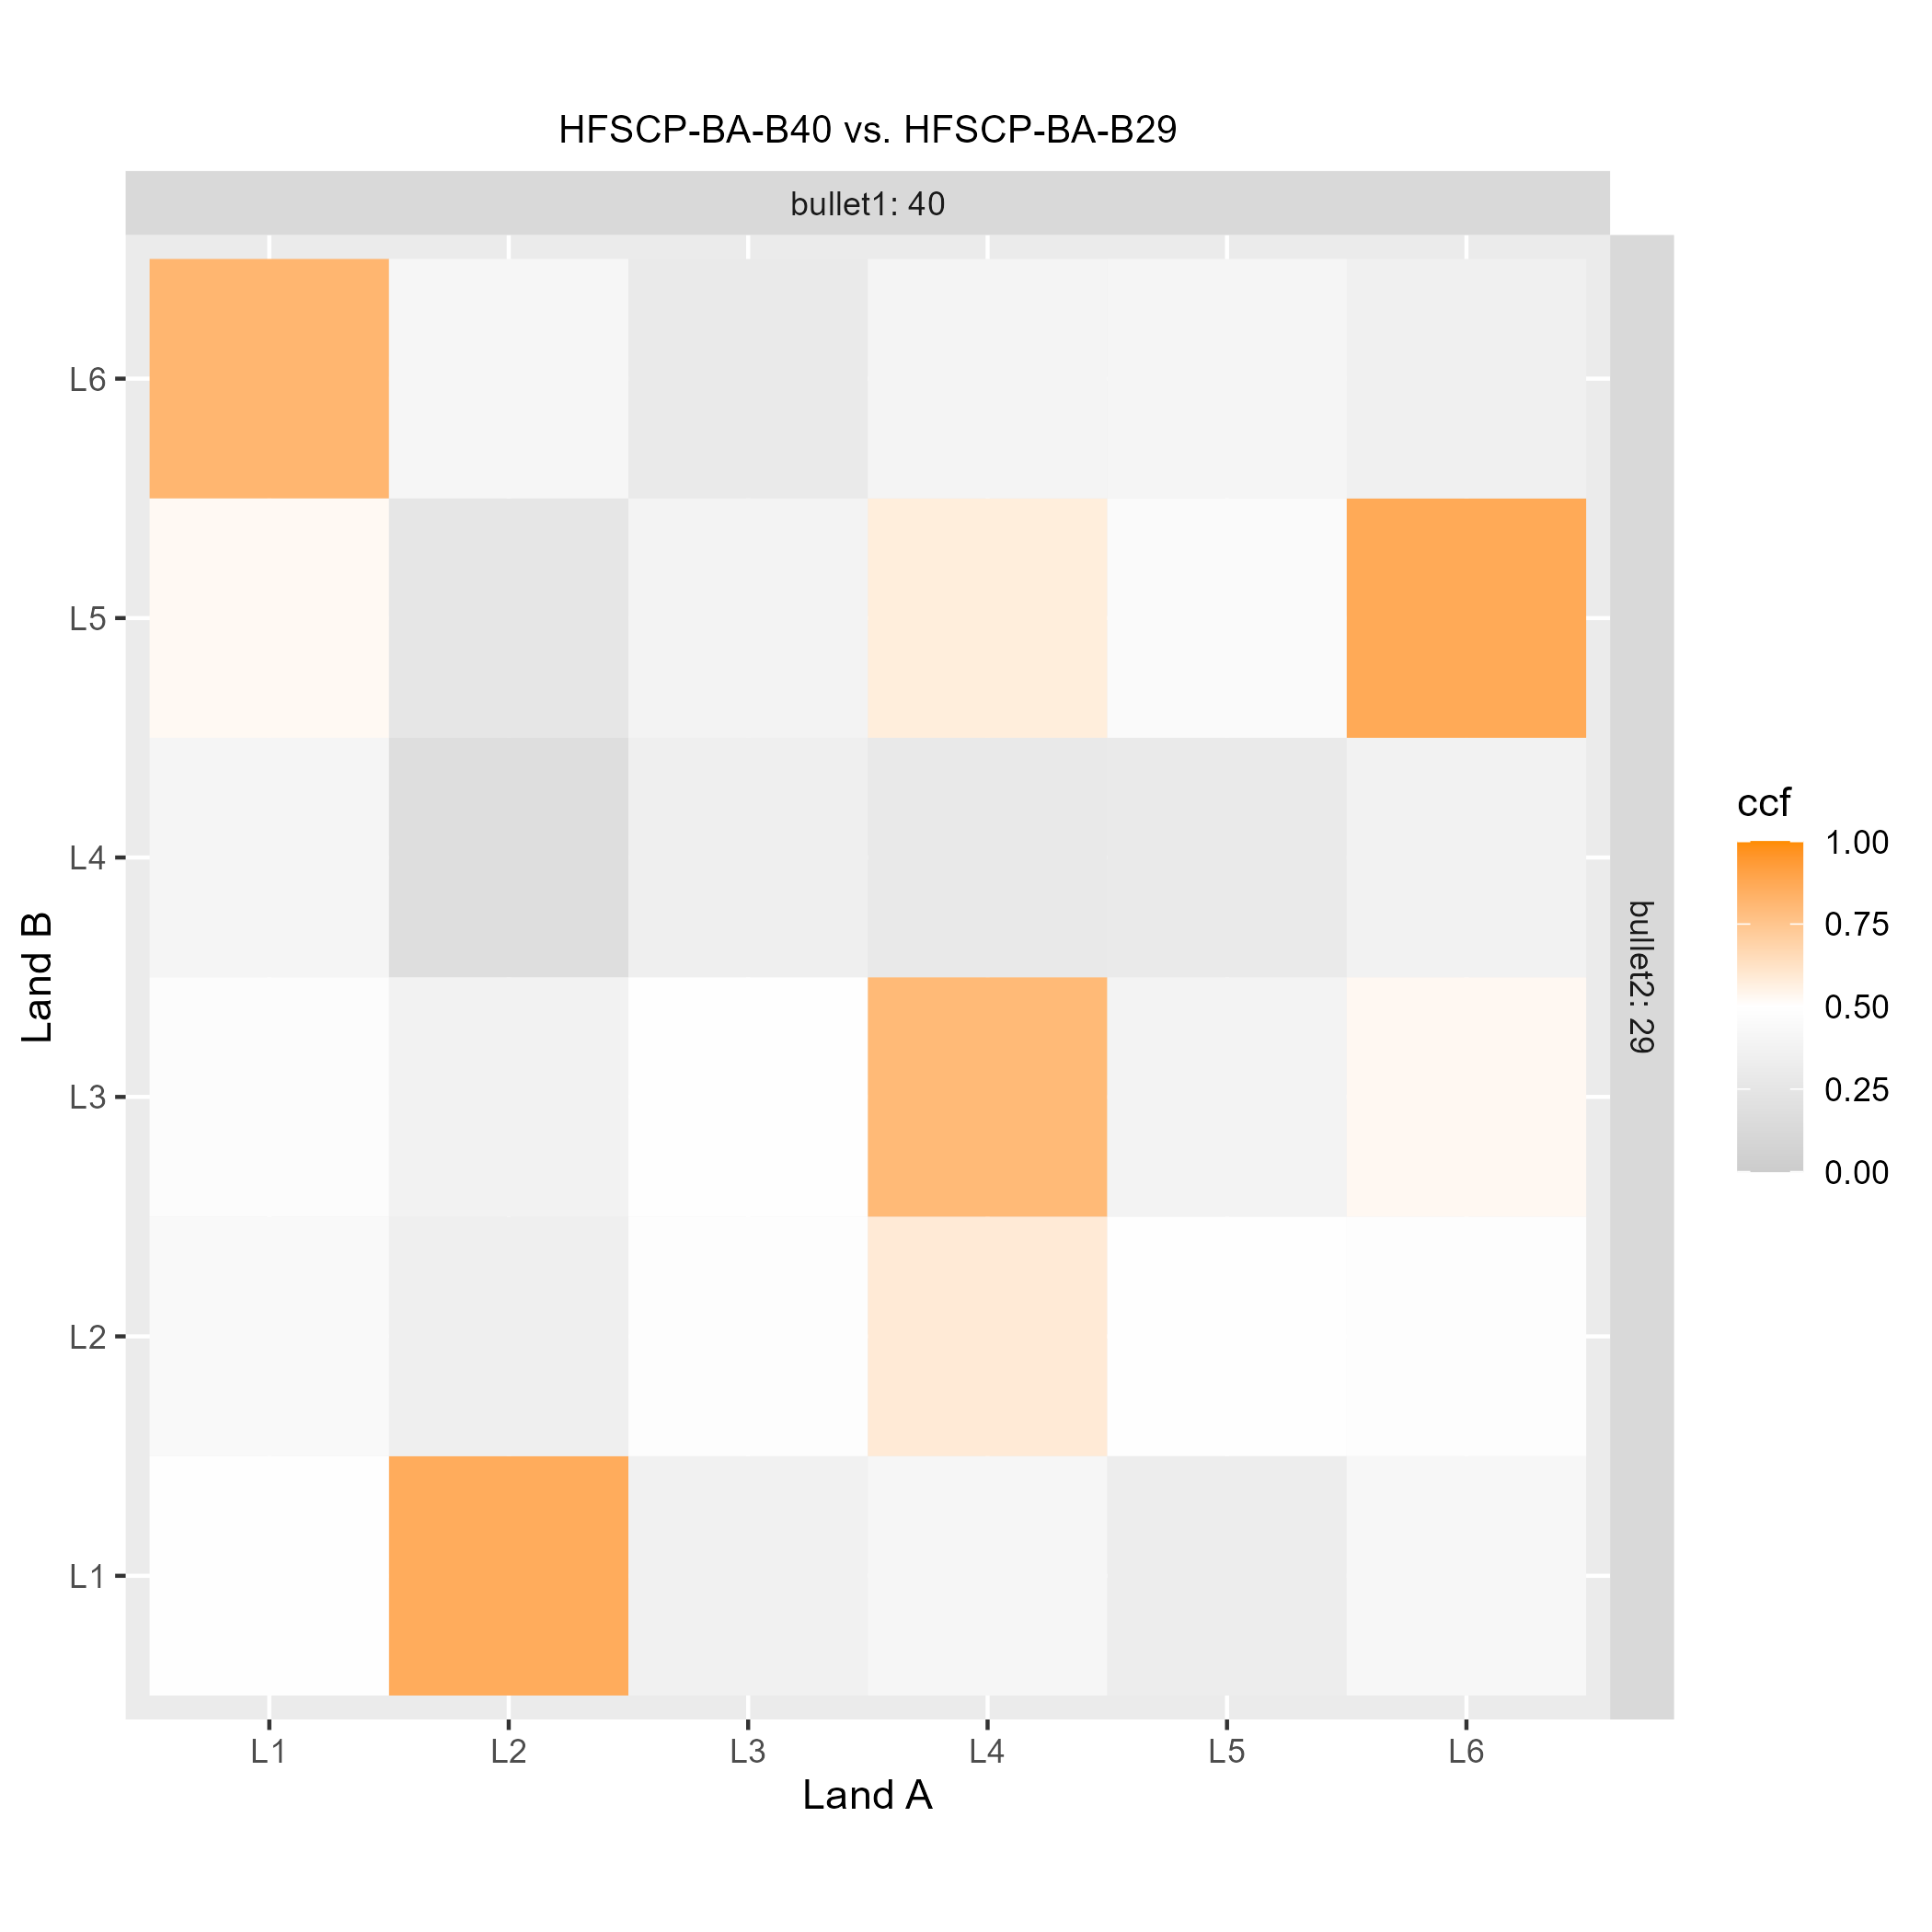 HFSCP-BA-B40 vs. HFSCP-BA-B29
bullet1: 40
L6
L5
L4
L3
L2
L1
Land B
bullet2: 29
ccf
1.00
0.75
0.50
0.25
0.00
L1 L2 L3 L4 L5 L6
Land A